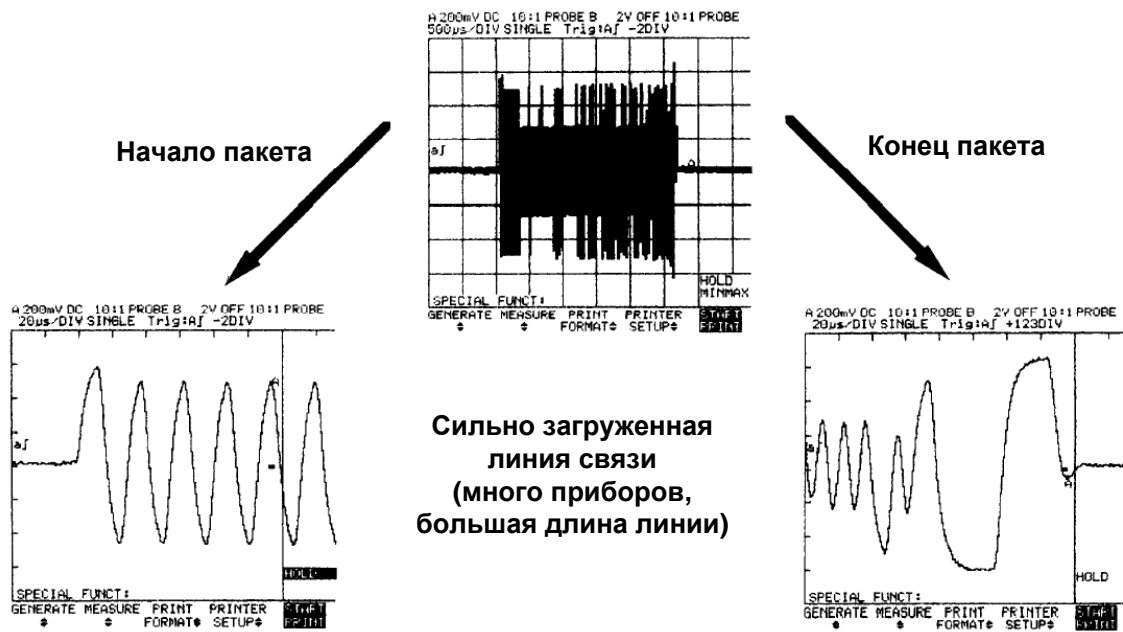 A 200mV DC 10:1 PROBE B 2V OFF 10:1 PROBE
500µs/DIV SINGLE Trig:A∫ -2DIV
a∫
A
HOLD
MINMAX
SPECIAL FUNCT:
GENERATE MEASURE PRINT PRINTER START
FORMAT SETUP PRINT
Начало пакета
Конец пакета
A 200mV DC 10:1 PROBE B 2V OFF 10:1 PROBE
20µs/DIV SINGLE Trig:A∫ -2DIV
a∫
A
HOLD
SPECIAL FUNCT:
GENERATE MEASURE PRINT PRINTER START
FORMAT SETUP PRINT
Сильно загруженная
линия связи
(много приборов,
большая длина линии)
A 200mV DC 10:1 PROBE B 2V OFF 10:1 PROBE
20µs/DIV SINGLE Trig:A∫ +123DIV
A
HOLD
SPECIAL FUNCT:
GENERATE MEASURE PRINT PRINTER START
FORMAT SETUP PRINT